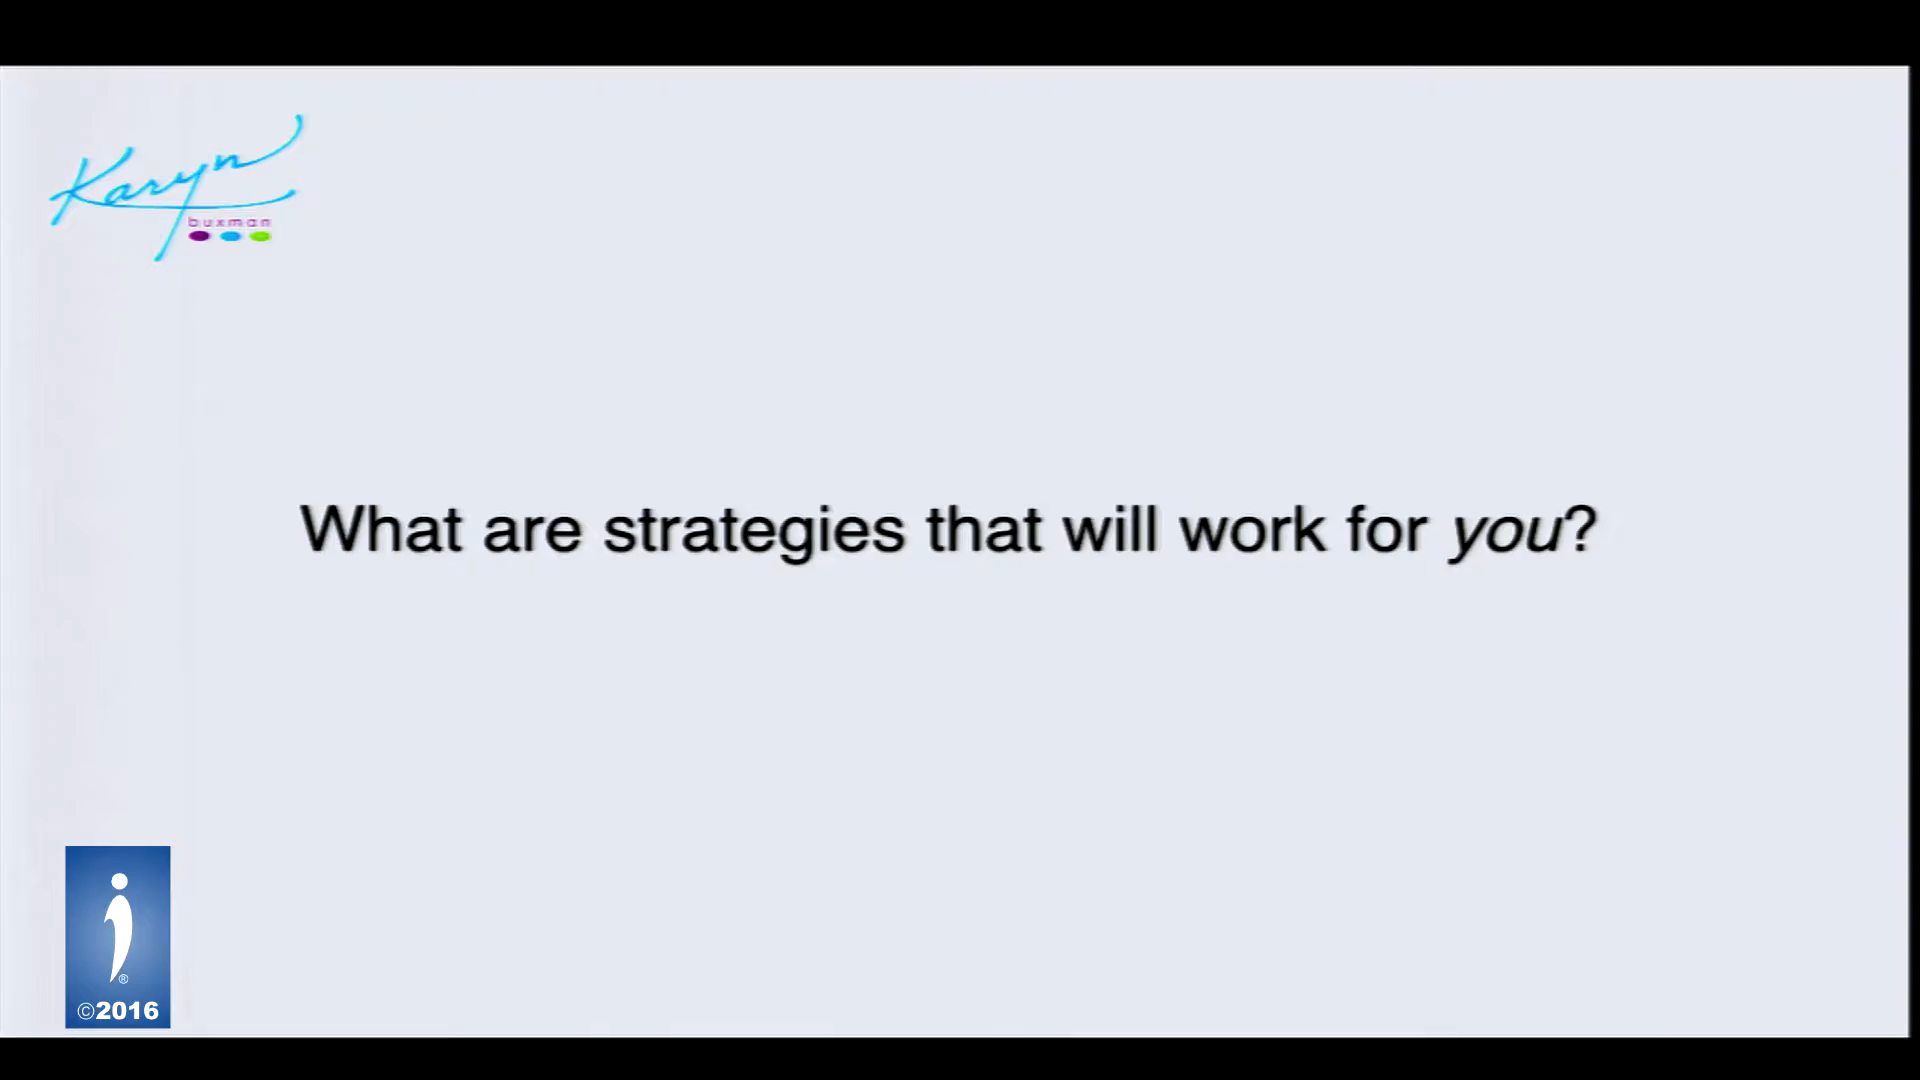 Karyn
buxman
What are strategies that will work for you?
®
©2016